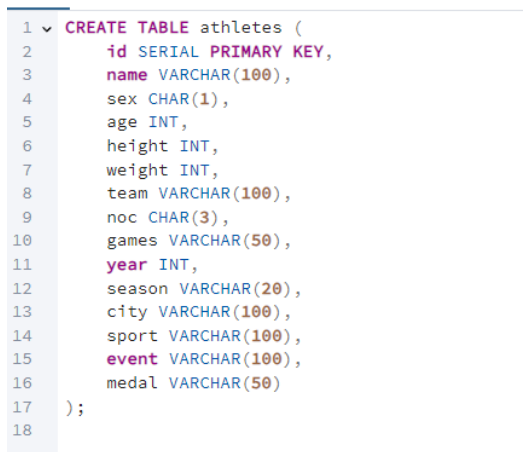 1 CREATE TABLE athletes (
2 id SERIAL PRIMARY KEY,
3 name VARCHAR(100),
4 sex CHAR(1),
5 age INT,
6 height INT,
7 weight INT,
8 team VARCHAR(100),
9 noc CHAR(3),
10 games VARCHAR(50),
11 year INT,
12 season VARCHAR(20),
13 city VARCHAR(100),
14 sport VARCHAR(100),
15 event VARCHAR(100),
16 medal VARCHAR(50)
17 );
18